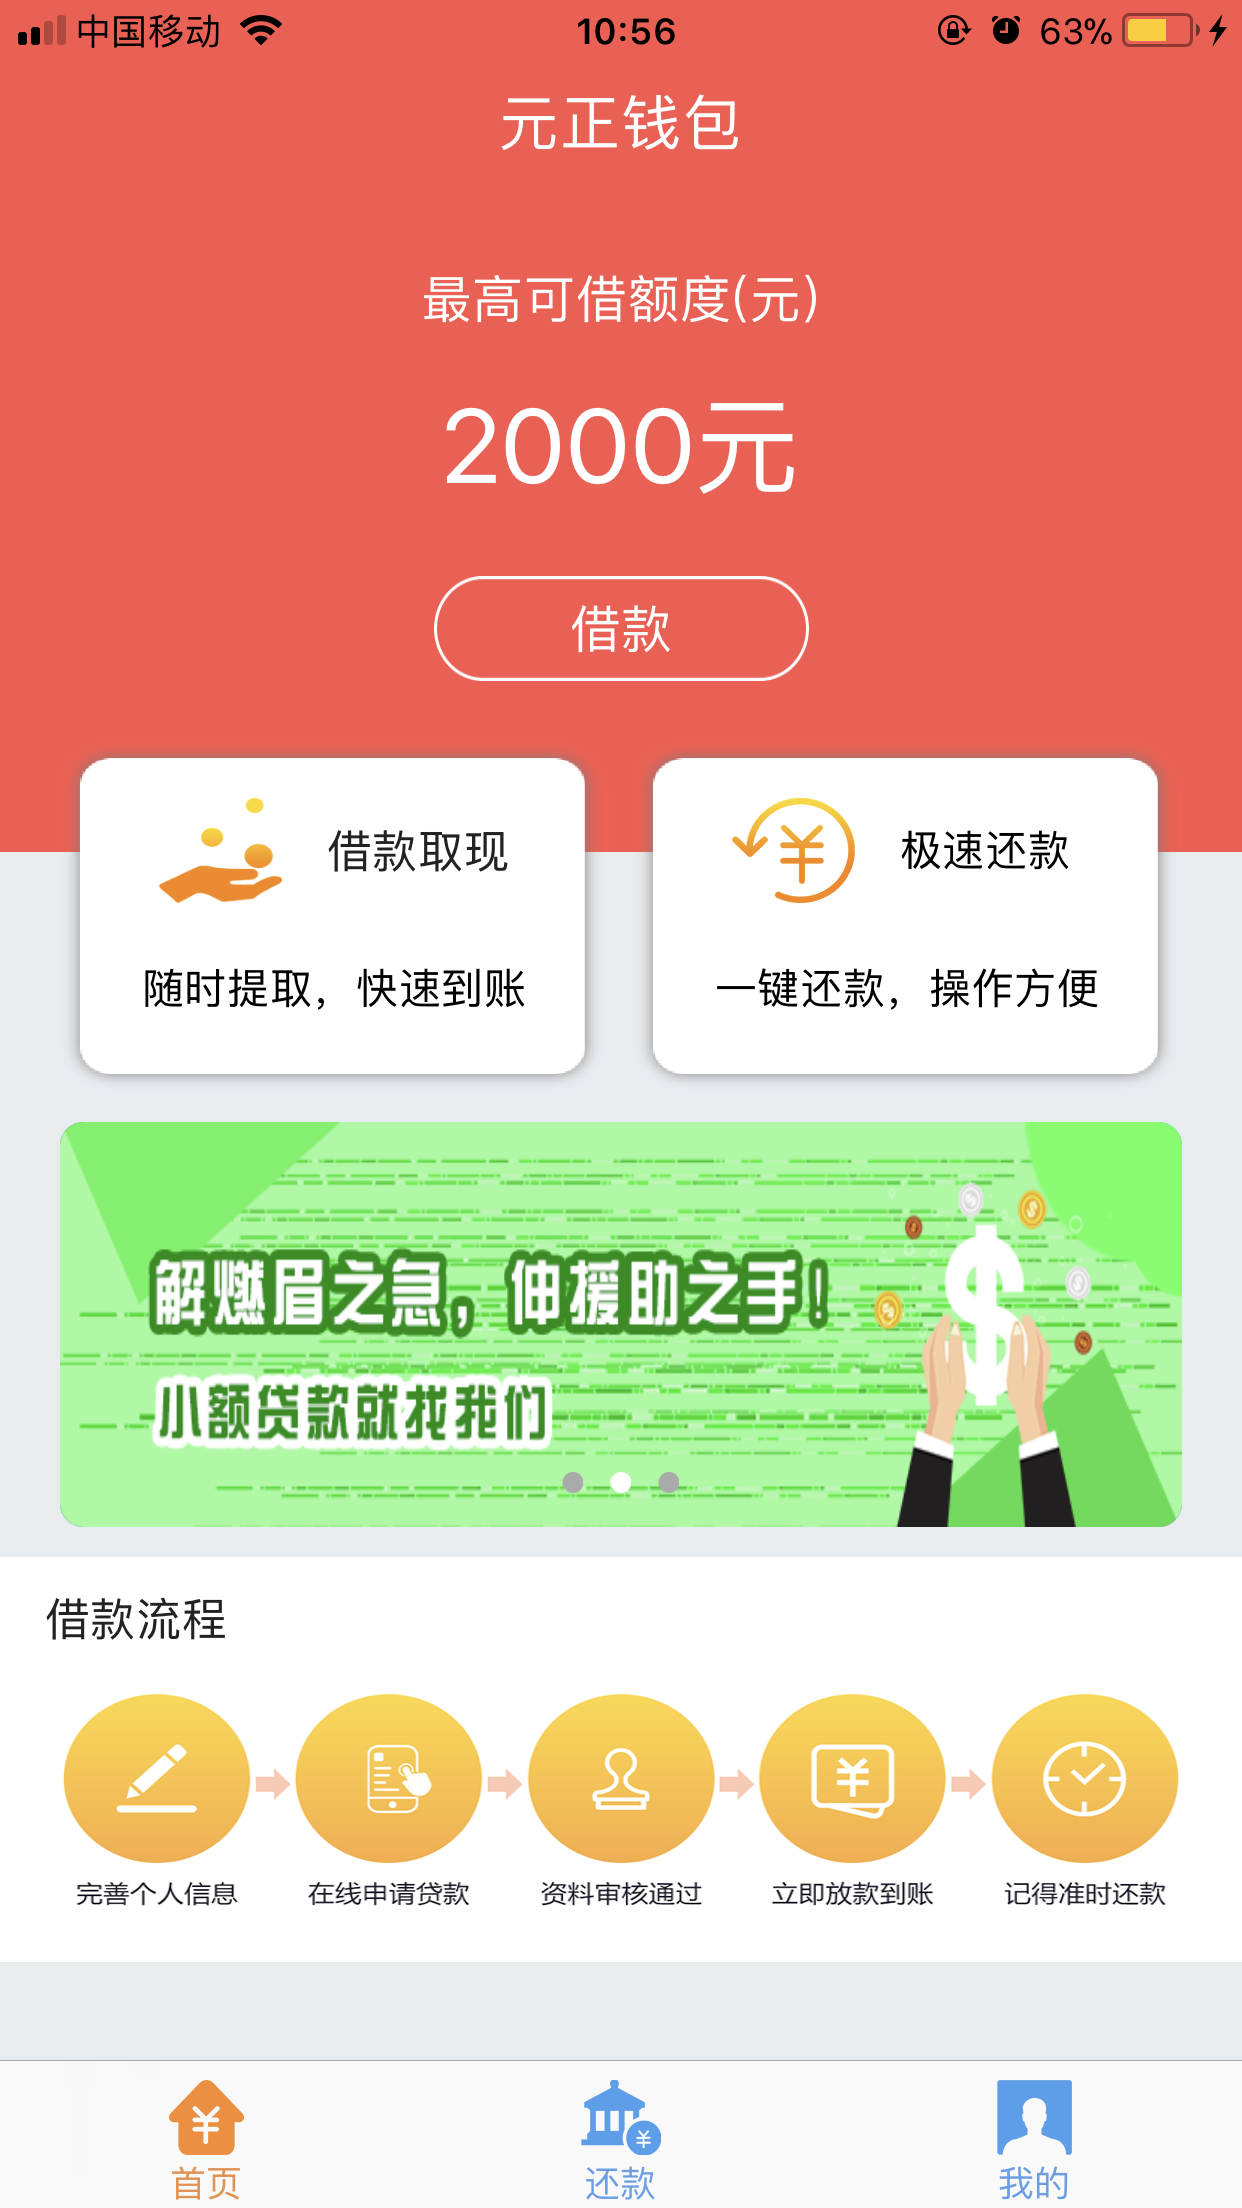 中国移动
10:56
63%
元正钱包
最高可借额度(元)
2000元
借款
借款取现
随时提取，快速到账
极速还款
一键还款，操作方便
解燃眉之急，伸援助之手！
小额贷款就找我们
借款流程
完善个人信息
在线申请贷款
资料审核通过
立即放款到账
记得准时还款
首页
还款
我的